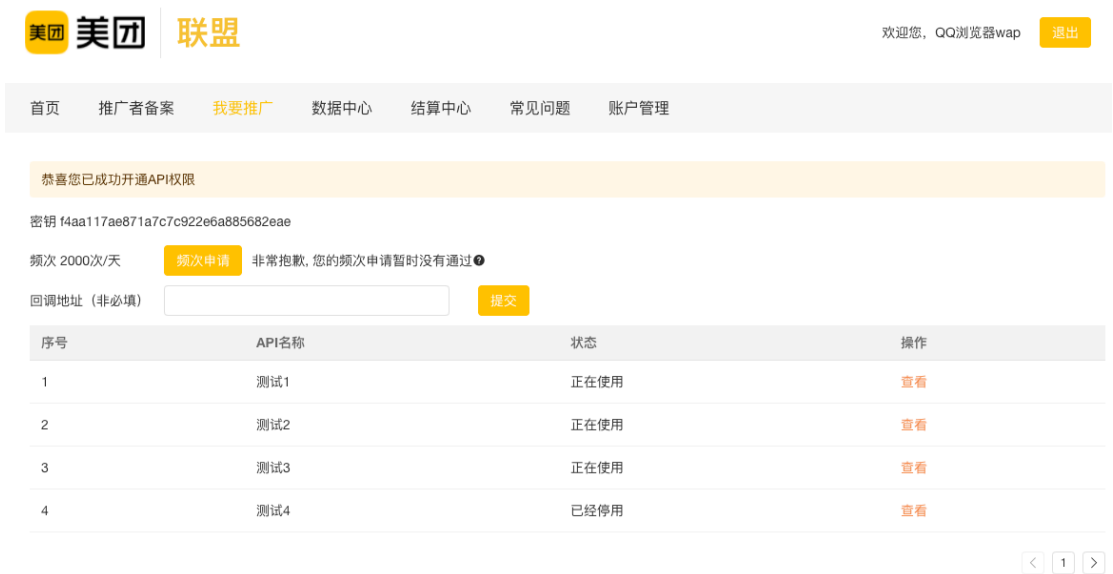 美团 美团 联盟
欢迎您，QQ浏览器wap 退出
首页 推广者备案 我要推广 数据中心 结算中心 常见问题 账户管理
恭喜您已成功开通API权限
密钥 f4aa117ae871a7c7c922e6a885682eae
频次 2000次/天 频次申请 非常抱歉, 您的频次申请暂时没有通过
回调地址（非必填） 提交
序号 API名称 状态 操作
1 测试1 正在使用 查看
2 测试2 正在使用 查看
3 测试3 正在使用 查看
4 测试4 已经停用 查看
< 1 >